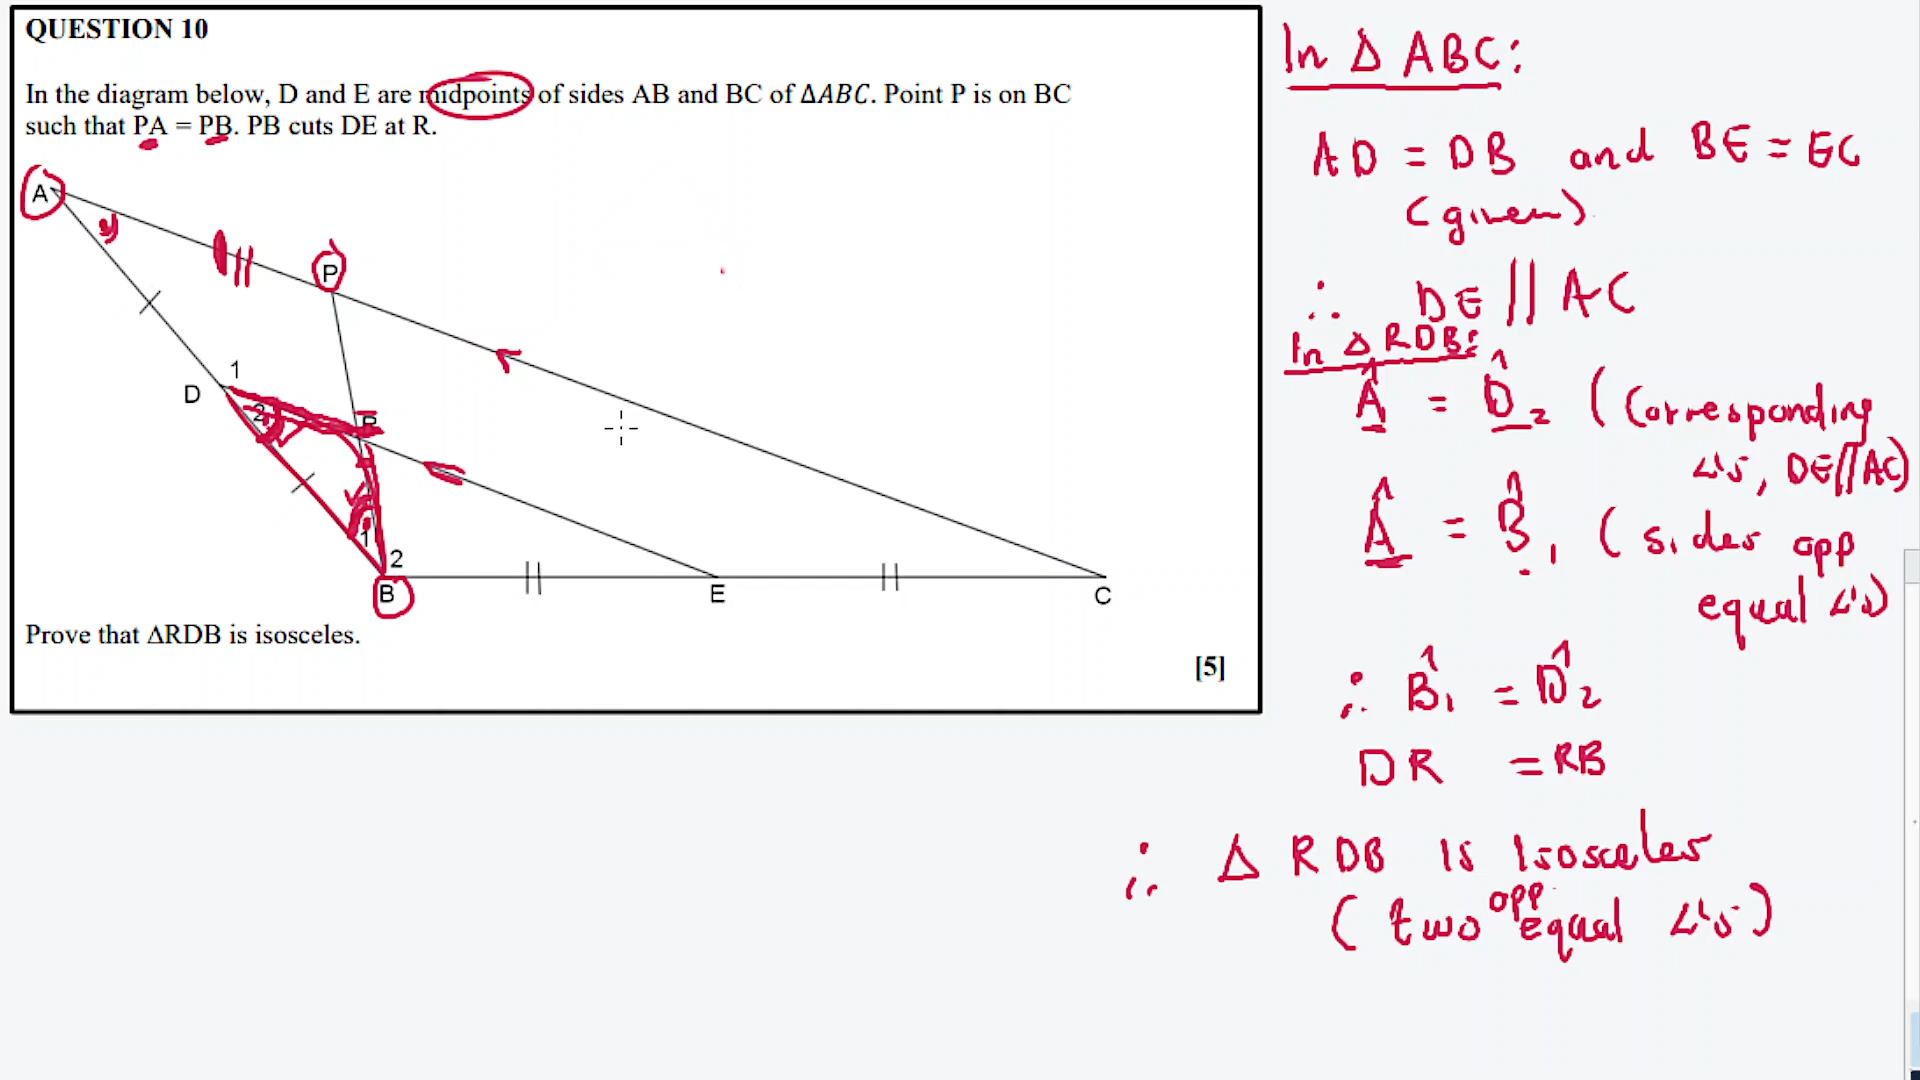 QUESTION 10
In the diagram below, D and E are midpoints of sides AB and BC of ΔABC. Point P is on BC
such that PA = PB. PB cuts DE at R.
A
P
1
D
2
R
1
2
B
E
C
Prove that ΔRDB is isosceles.
[5]
In Δ ABC:
AD = DB and BE = EC
(given)
∴ DE || AC
In Δ RDB:
Â = D̂₂ (Corresponding
∠'s, DE//AC)
Â = B̂₁ (sides opp
equal ∠'s)
∴ B̂₁ = D̂₂
DR = RB
∴ Δ RDB is isosceles
(two opp equal ∠'s)